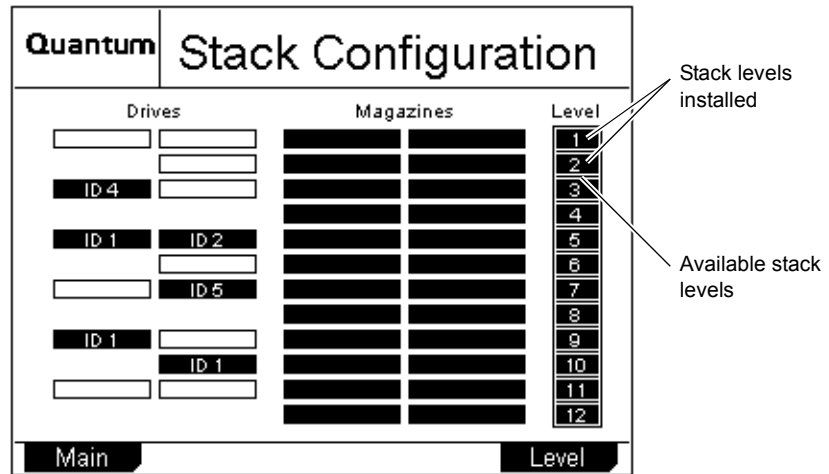 Quantum
Stack Configuration
Stack levels
installed
Drives
Magazines
Level
1
2
ID 4
3
4
ID 1 ID 2
5
6
ID 5
7
8
ID 1
9
ID 1
10
11
12
Available stack
levels
Main
Level